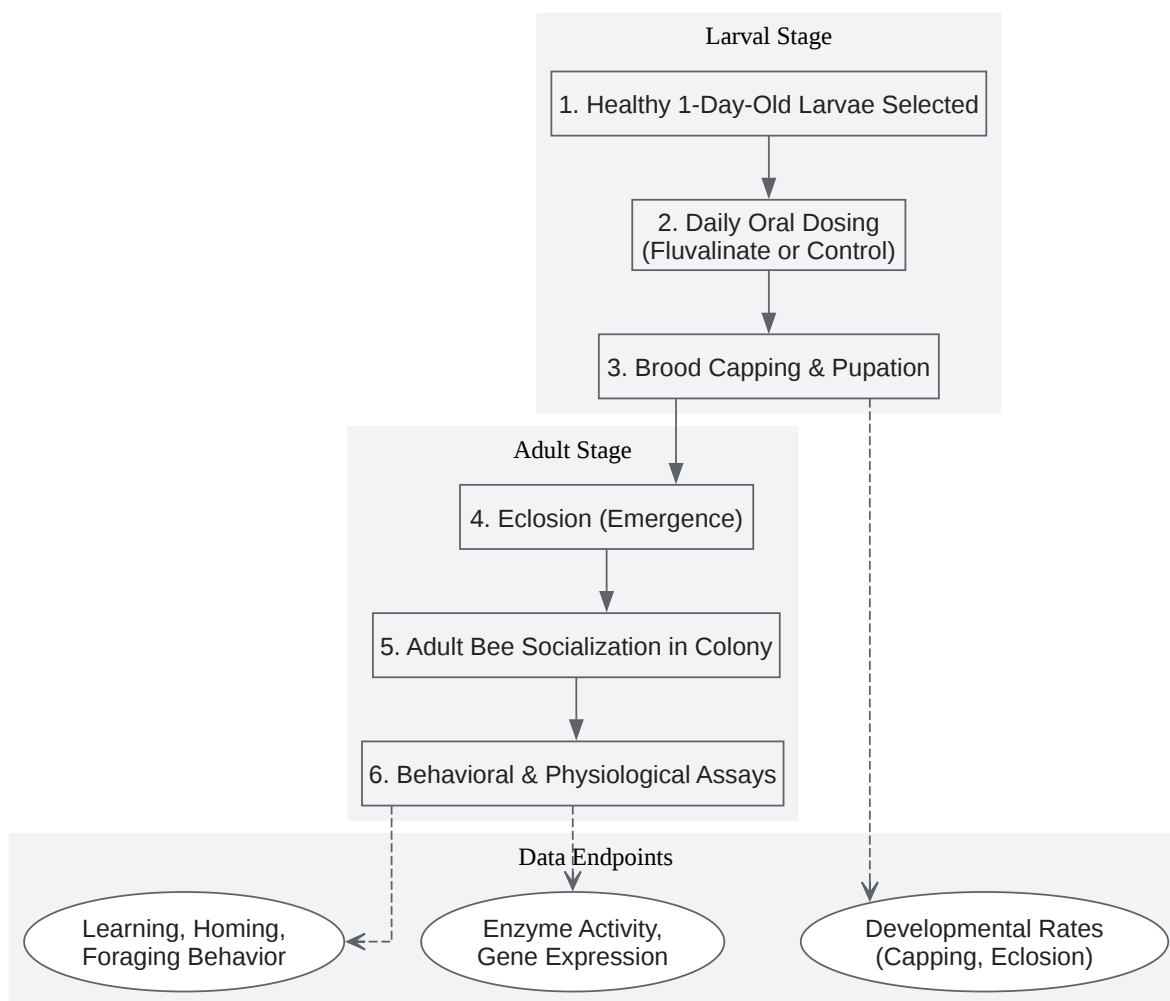 Larval Stage
1. Healthy 1-Day-Old Larvae Selected
2. Daily Oral Dosing
(Fluvalinate or Control)
3. Brood Capping & Pupation
Adult Stage
4. Eclosion (Emergence)
5. Adult Bee Socialization in Colony
6. Behavioral & Physiological Assays
Data Endpoints
Learning, Homing,
Foraging Behavior
Enzyme Activity,
Gene Expression
Developmental Rates
(Capping, Eclosion)